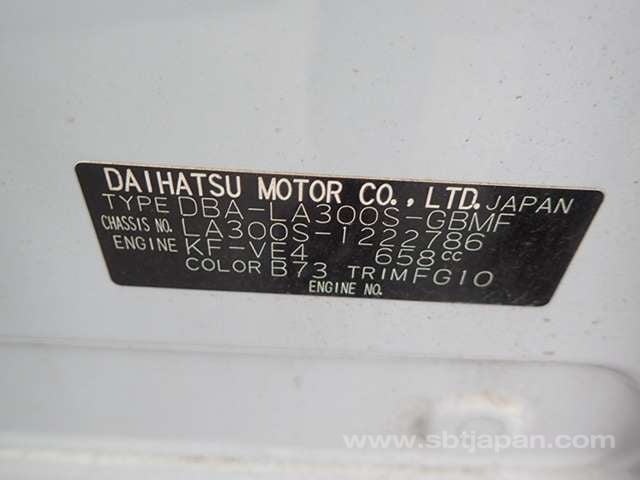 DAIHATSU MOTOR CO., LTD. JAPAN
TYPE DBA-LA300S-GBMF
CHASSIS NO. LA300S-1222786
ENGINE KF-VE4 658cc
COLOR B73 TRIM FG10
ENGINE NO.
www.sbtjapan.com